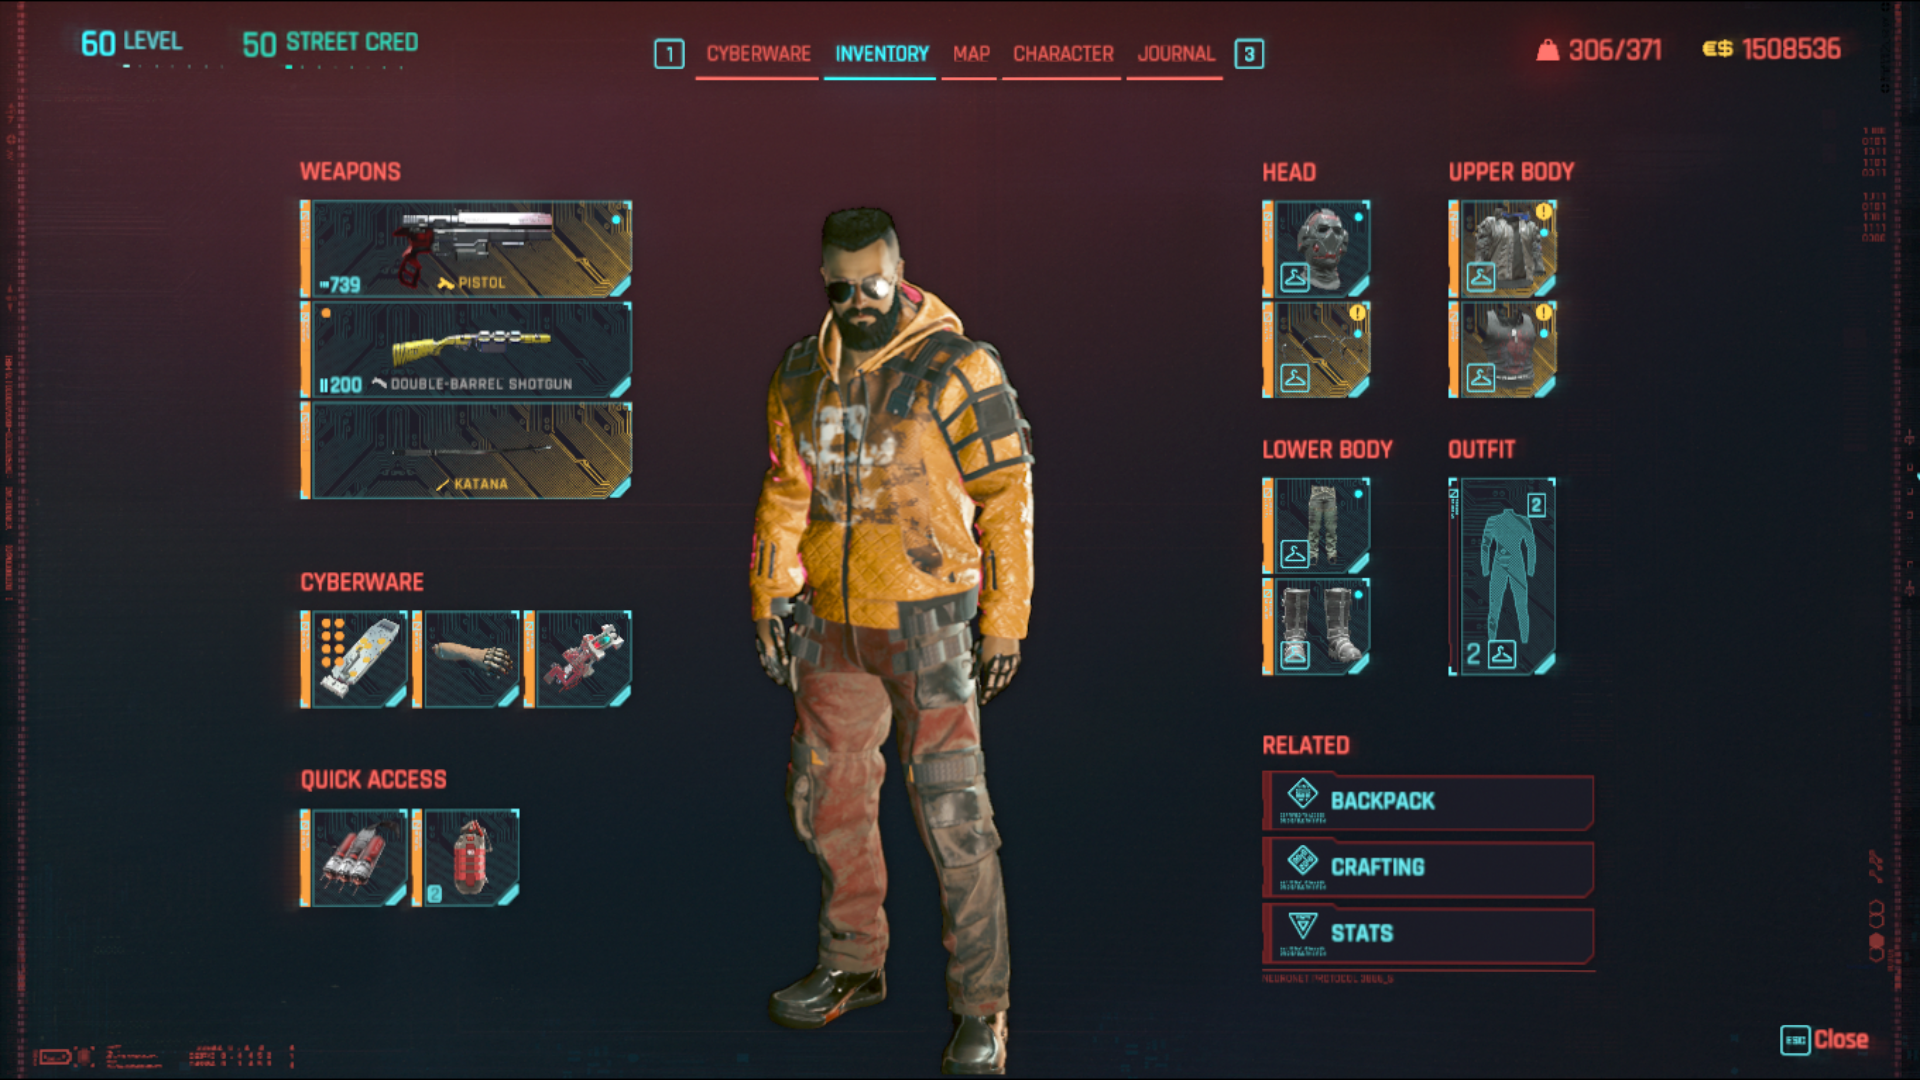 60 LEVEL
50 STREET CRED
1 CYBERWARE INVENTORY MAP CHARACTER JOURNAL 3
306/371
€$ 1508536
WEAPONS
739 PISTOL
200 DOUBLE-BARREL SHOTGUN
KATANA
CYBERWARE
QUICK ACCESS
2
HEAD
UPPER BODY
!
!
!
LOWER BODY
OUTFIT
2
2
RELATED
BACKPACK
CRAFTING
STATS
ESC Close